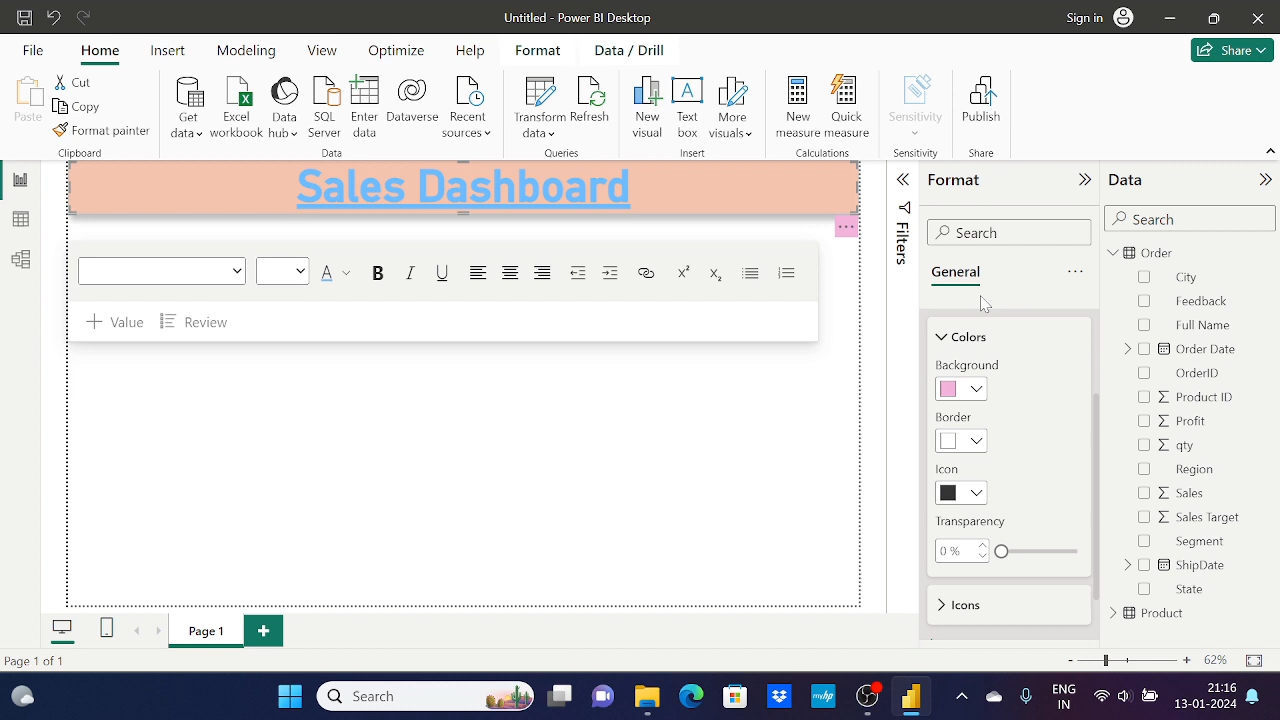 Untitled - Power BI Desktop
Sign in
File Home Insert Modeling View Optimize Help Format Data / Drill
Share
Paste
Cut
Copy
Format painter
Clipboard
Get data
Excel workbook
Data hub
SQL Server
Enter data
Dataverse
Recent sources
Data
Transform data
Refresh
Queries
New visual
Text box
More visuals
Insert
New measure
Quick measure
Calculations
Sensitivity
Sensitivity
Publish
Share
Sales Dashboard
Value Review
Filters
Format
Search
General
Colors
Background
Border
Icon
Transparency
0 %
Icons
Data
Search
Order
City
Feedback
Full Name
Order Date
OrderID
Product ID
Profit
qty
Region
Sales
Sales Target
Segment
ShipDate
State
Product
Page 1
Page 1 of 1
- + 62%
Search
myhp
ENG
IN
21:16
13-01-2024